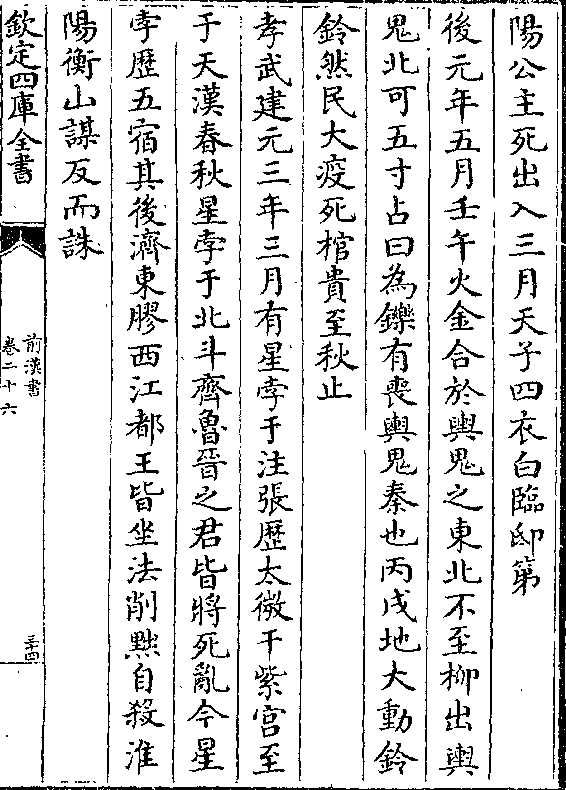 陽公主死出入三月天子四衣白臨邸第
後元年五月壬午火金合於輿鬼之東北不至栁出輿
鬼北可五寸占曰為鑠有喪輿鬼秦也丙戌地大動鈴
鈴然民大疫死棺貴至秋止
孝武建元三年三月有星孛于注張歴太微干紫宫至
于天漢春秋星孛于北斗齊魯晉之君皆將死亂今星
孛歴五宿其後濟東膠西江都王皆坐法削黜自殺淮
陽衡山謀反而誅
欽定四庫全書
前漢書
卷二十六
三十四